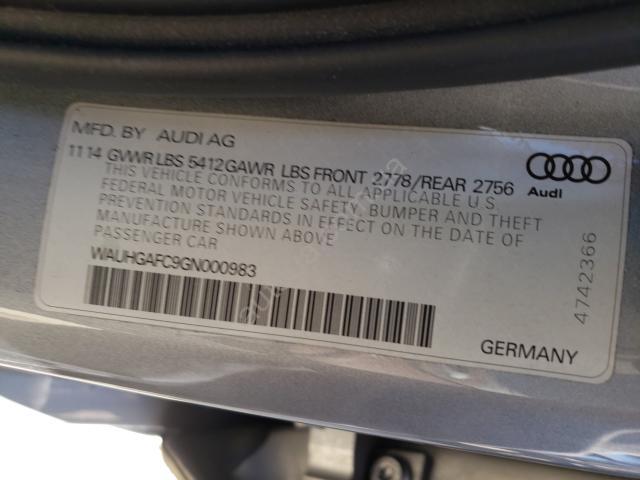 MFD. BY AUDI AG
11 14 GVWR LBS 5412 GAWR LBS FRONT 2778/REAR 2756
THIS VEHICLE CONFORMS TO ALL APPLICABLE U.S.
FEDERAL MOTOR VEHICLE SAFETY, BUMPER AND THEFT
PREVENTION STANDARDS IN EFFECT ON THE DATE OF
MANUFACTURE SHOWN ABOVE
PASSENGER CAR
WAUHGAFC9GN000983
Audi
4742366
GERMANY